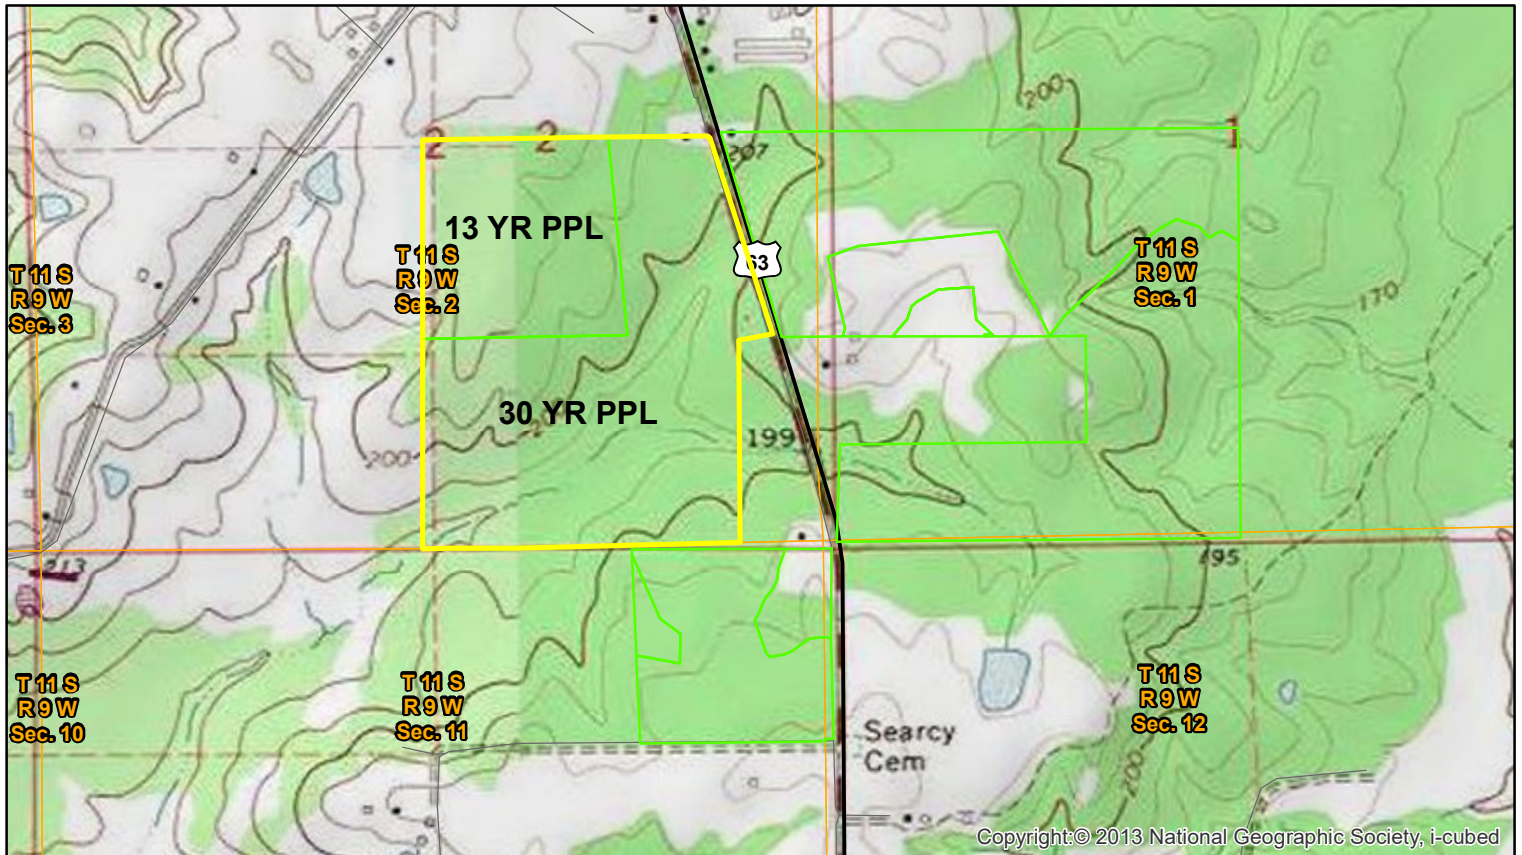 200
2
2
207
1
13 YR PPL
T 11 S
R 9 W
Sec. 3
T 11 S
R 9 W
Sec. 2
63
T 11 S
R 9 W
Sec. 1
170
30 YR PPL
199
200
213
195
T 11 S
R 9 W
Sec. 10
T 11 S
R 9 W
Sec. 11
T 11 S
R 9 W
Sec. 12
Searcy
Cem
200
Copyright:© 2013 National Geographic Society, i-cubed